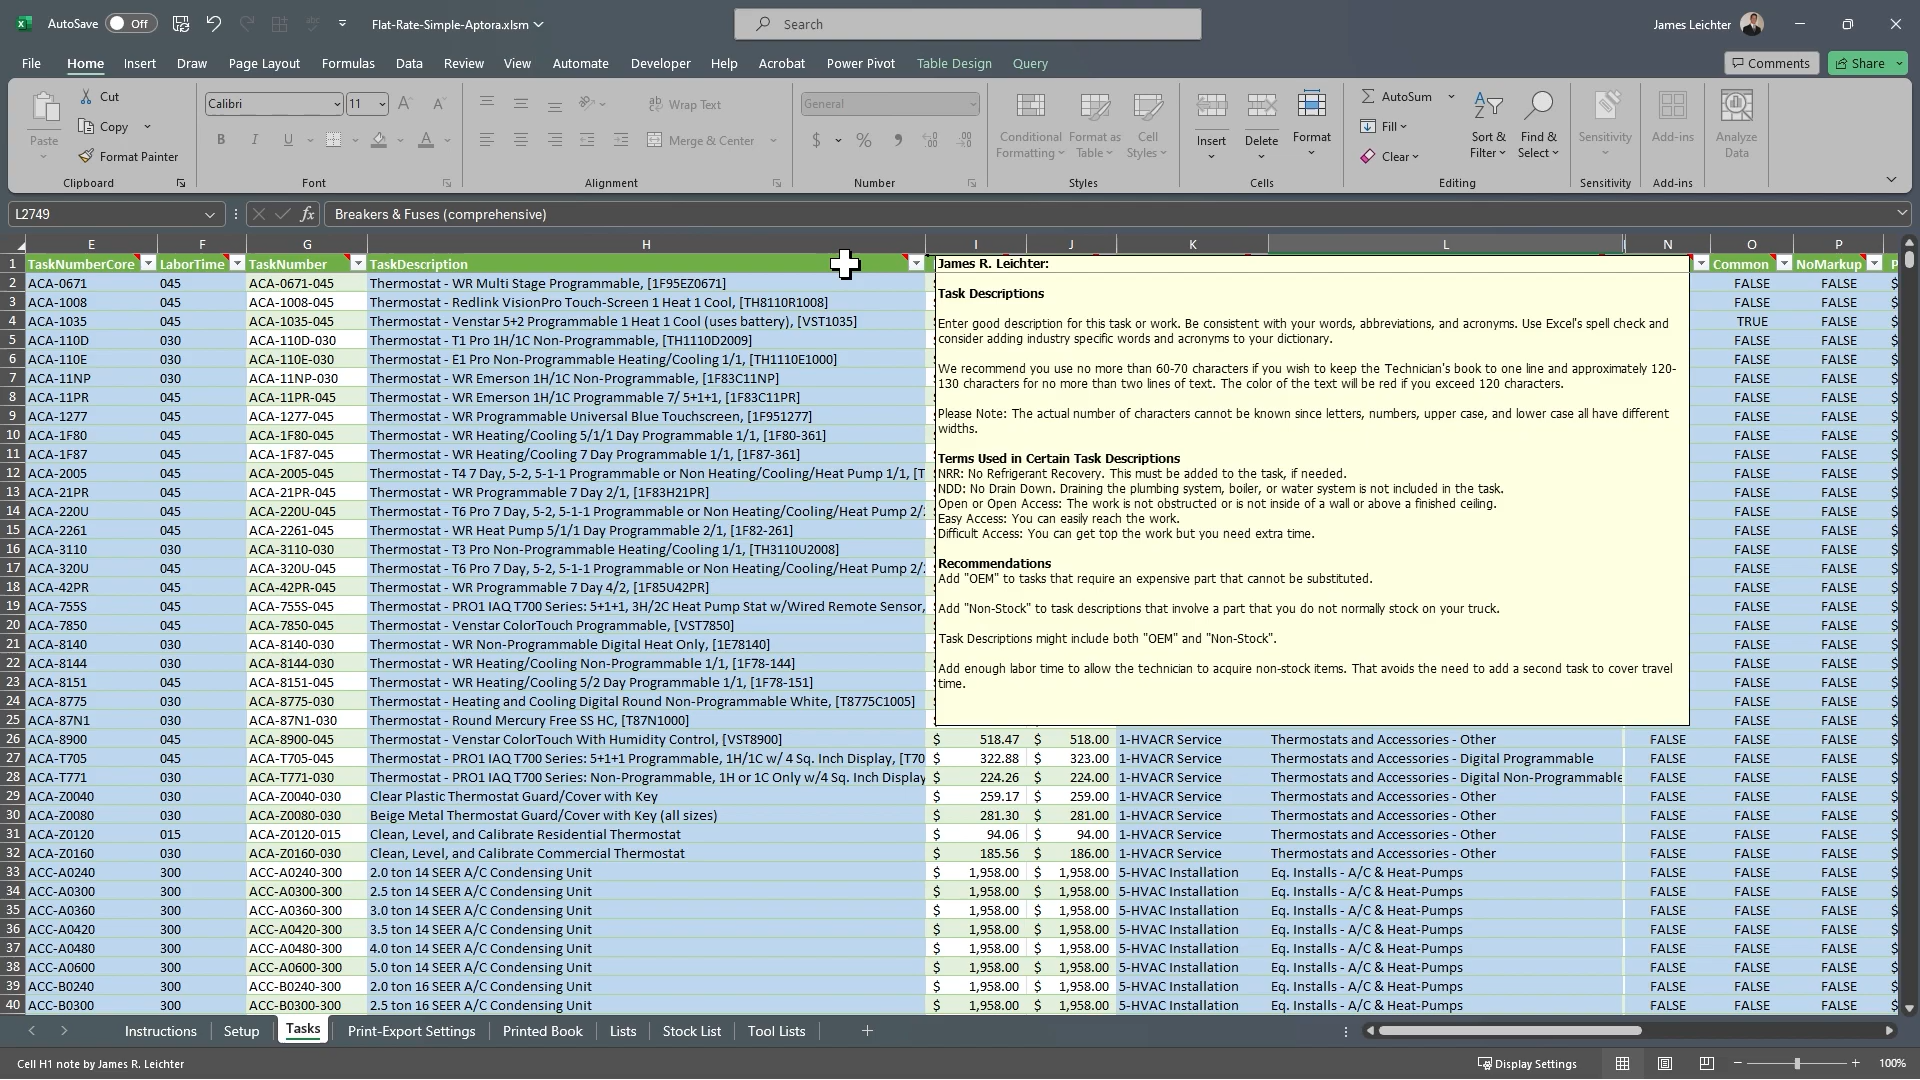 AutoSave Off
Flat-Rate-Simple-Aptora.xlsm
Search
James Leichter
File Home Insert Draw Page Layout Formulas Data Review View Automate Developer Help Acrobat Power Pivot Table Design Query
Comments Share
Paste
Cut
Copy
Format Painter
Clipboard
Calibri 11
B I U
Font
Wrap Text
Merge & Center
Alignment
General
$ %
Number
Conditional Formatting
Format as Table
Cell Styles
Styles
Insert Delete Format
Cells
AutoSum
Fill
Clear
Sort & Filter
Find & Select
Editing
Sensitivity
Sensitivity
Add-ins
Add-ins
Analyze Data
L2749 fx Breakers & Fuses (comprehensive)
E F G H I J K L N O P
1 TaskNumberCore LaborTime TaskNumber TaskDescription Common NoMarkup P
2 ACA-0671 045 ACA-0671-045 Thermostat - WR Multi Stage Programmable, [1F95EZ0671] FALSE FALSE $
3 ACA-1008 045 ACA-1008-045 Thermostat - Redlink VisionPro Touch-Screen 1 Heat 1 Cool, [TH8110R1008] FALSE FALSE $
4 ACA-1035 045 ACA-1035-045 Thermostat - Venstar 5+2 Programmable 1 Heat 1 Cool (uses battery), [VST1035] TRUE FALSE $
5 ACA-110D 030 ACA-110D-030 Thermostat - T1 Pro 1H/1C Non-Programmable, [TH1110D2009] FALSE FALSE $
6 ACA-110E 030 ACA-110E-030 Thermostat - E1 Pro Non-Programmable Heating/Cooling 1/1, [TH1110E1000] FALSE FALSE $
7 ACA-11NP 030 ACA-11NP-030 Thermostat - WR Emerson 1H/1C Non-Programmable, [1F83C11NP] FALSE FALSE $
8 ACA-11PR 045 ACA-11PR-045 Thermostat - WR Emerson 1H/1C Programmable 7/ 5+1+1, [1F83C11PR] FALSE FALSE $
9 ACA-1277 045 ACA-1277-045 Thermostat - WR Programmable Universal Blue Touchscreen, [1F951277] FALSE FALSE $
10 ACA-1F80 045 ACA-1F80-045 Thermostat - WR Heating/Cooling 5/1/1 Day Programmable 1/1, [1F80-361] FALSE FALSE $
11 ACA-1F87 045 ACA-1F87-045 Thermostat - WR Heating/Cooling 7 Day Programmable 1/1, [1F87-361] FALSE FALSE $
12 ACA-2005 045 ACA-2005-045 Thermostat - T4 7 Day, 5-2, 5-1-1 Programmable or Non Heating/Cooling/Heat Pump 1/1, [T FALSE FALSE $
13 ACA-21PR 045 ACA-21PR-045 Thermostat - WR Programmable 7 Day 2/1, [1F83H21PR] FALSE FALSE $
14 ACA-220U 045 ACA-220U-045 Thermostat - T6 Pro 7 Day, 5-2, 5-1-1 Programmable or Non Heating/Cooling/Heat Pump 2/ FALSE FALSE $
15 ACA-2261 045 ACA-2261-045 Thermostat - WR Heat Pump 5/1/1 Day Programmable 2/1, [1F82-261] FALSE FALSE $
16 ACA-3110 030 ACA-3110-030 Thermostat - T3 Pro Non-Programmable Heating/Cooling 1/1, [TH3110U2008] FALSE FALSE $
17 ACA-320U 045 ACA-320U-045 Thermostat - T6 Pro 7 Day, 5-2, 5-1-1 Programmable or Non Heating/Cooling/Heat Pump 2/ FALSE FALSE $
18 ACA-42PR 045 ACA-42PR-045 Thermostat - WR Programmable 7 Day 4/2, [1F85U42PR] FALSE FALSE $
19 ACA-755S 045 ACA-755S-045 Thermostat - PRO1 IAQ T700 Series: 5+1+1, 3H/2C Heat Pump Stat w/Wired Remote Sensor, FALSE FALSE $
20 ACA-7850 045 ACA-7850-045 Thermostat - Venstar ColorTouch Programmable, [VST7850] FALSE FALSE $
21 ACA-8140 030 ACA-8140-030 Thermostat - WR Non-Programmable Digital Heat Only, [1E78140] FALSE FALSE $
22 ACA-8144 030 ACA-8144-030 Thermostat - WR Heating/Cooling Non-Programmable 1/1, [1F78-144] FALSE FALSE $
23 ACA-8151 045 ACA-8151-045 Thermostat - WR Heating/Cooling 5/2 Day Programmable 1/1, [1F78-151] FALSE FALSE $
24 ACA-8775 030 ACA-8775-030 Thermostat - Heating and Cooling Digital Round Non-Programmable White, [T8775C1005] FALSE FALSE $
25 ACA-87N1 030 ACA-87N1-030 Thermostat - Round Mercury Free SS HC, [T87N1000] FALSE FALSE $
James R. Leichter:
Task Descriptions
Enter good description for this task or work. Be consistent with your words, abbreviations, and acronyms. Use Excel's spell check and
consider adding industry specific words and acronyms to your dictionary.
We recommend you use no more than 60-70 characters if you wish to keep the Technician's book to one line and approximately 120-
130 characters for no more than two lines of text. The color of the text will be red if you exceed 120 characters.
Please Note: The actual number of characters cannot be known since letters, numbers, upper case, and lower case all have different
widths.
Terms Used in Certain Task Descriptions
NRR: No Refrigerant Recovery. This must be added to the task, if needed.
NDD: No Drain Down. Draining the plumbing system, boiler, or water system is not included in the task.
Open or Open Access: The work is not obstructed or is not inside of a wall or above a finished ceiling.
Easy Access: You can easily reach the work.
Difficult Access: You can get top the work but you need extra time.
Recommendations
Add "OEM" to tasks that require an expensive part that cannot be substituted.
Add "Non-Stock" to task descriptions that involve a part that you do not normally stock on your truck.
Task Descriptions might include both "OEM" and "Non-Stock".
Add enough labor time to allow the technician to acquire non-stock items. That avoids the need to add a second task to cover travel
time.
26 ACA-8900 045 ACA-8900-045 Thermostat - Venstar ColorTouch With Humidity Control, [VST8900] $ 518.47 $ 518.00 1-HVACR Service Thermostats and Accessories - Other FALSE FALSE FALSE $
27 ACA-T705 045 ACA-T705-045 Thermostat - PRO1 IAQ T700 Series: 5+1+1 Programmable, 1H/1C w/ 4 Sq. Inch Display, [T70 $ 322.88 $ 323.00 1-HVACR Service Thermostats and Accessories - Digital Programmable FALSE FALSE FALSE $
28 ACA-T771 030 ACA-T771-030 Thermostat - PRO1 IAQ T700 Series: Non-Programmable, 1H or 1C Only w/4 Sq. Inch Display $ 224.26 $ 224.00 1-HVACR Service Thermostats and Accessories - Digital Non-Programmable FALSE FALSE FALSE $
29 ACA-Z0040 030 ACA-Z0040-030 Clear Plastic Thermostat Guard/Cover with Key $ 259.17 $ 259.00 1-HVACR Service Thermostats and Accessories - Other FALSE FALSE FALSE $
30 ACA-Z0080 030 ACA-Z0080-030 Beige Metal Thermostat Guard/Cover with Key (all sizes) $ 281.30 $ 281.00 1-HVACR Service Thermostats and Accessories - Other FALSE FALSE FALSE $
31 ACA-Z0120 015 ACA-Z0120-015 Clean, Level, and Calibrate Residential Thermostat $ 94.06 $ 94.00 1-HVACR Service Thermostats and Accessories - Other FALSE FALSE FALSE $
32 ACA-Z0160 030 ACA-Z0160-030 Clean, Level, and Calibrate Commercial Thermostat $ 185.56 $ 186.00 1-HVACR Service Thermostats and Accessories - Other FALSE FALSE FALSE $
33 ACC-A0240 300 ACC-A0240-300 2.0 ton 14 SEER A/C Condensing Unit $ 1,958.00 $ 1,958.00 5-HVAC Installation Eq. Installs - A/C & Heat-Pumps FALSE FALSE FALSE $
34 ACC-A0300 300 ACC-A0300-300 2.5 ton 14 SEER A/C Condensing Unit $ 1,958.00 $ 1,958.00 5-HVAC Installation Eq. Installs - A/C & Heat-Pumps FALSE FALSE FALSE $
35 ACC-A0360 300 ACC-A0360-300 3.0 ton 14 SEER A/C Condensing Unit $ 1,958.00 $ 1,958.00 5-HVAC Installation Eq. Installs - A/C & Heat-Pumps FALSE FALSE FALSE $
36 ACC-A0420 300 ACC-A0420-300 3.5 ton 14 SEER A/C Condensing Unit $ 1,958.00 $ 1,958.00 5-HVAC Installation Eq. Installs - A/C & Heat-Pumps FALSE FALSE FALSE $
37 ACC-A0480 300 ACC-A0480-300 4.0 ton 14 SEER A/C Condensing Unit $ 1,958.00 $ 1,958.00 5-HVAC Installation Eq. Installs - A/C & Heat-Pumps FALSE FALSE FALSE $
38 ACC-A0600 300 ACC-A0600-300 5.0 ton 14 SEER A/C Condensing Unit $ 1,958.00 $ 1,958.00 5-HVAC Installation Eq. Installs - A/C & Heat-Pumps FALSE FALSE FALSE $
39 ACC-B0240 300 ACC-B0240-300 2.0 ton 16 SEER A/C Condensing Unit $ 1,958.00 $ 1,958.00 5-HVAC Installation Eq. Installs - A/C & Heat-Pumps FALSE FALSE FALSE $
40 ACC-B0300 300 ACC-B0300-300 2.5 ton 16 SEER A/C Condensing Unit $ 1,958.00 $ 1,958.00 5-HVAC Installation Eq. Installs - A/C & Heat-Pumps FALSE FALSE FALSE $
Instructions Setup Tasks Print-Export Settings Printed Book Lists Stock List Tool Lists
Cell H1 note by James R. Leichter
Display Settings
100%